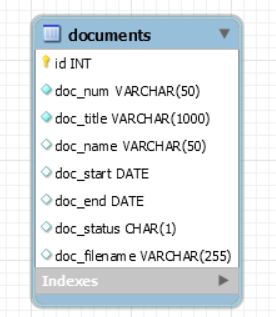 documents
id INT
doc_num VARCHAR(50)
doc_title VARCHAR(1000)
doc_name VARCHAR(50)
doc_start DATE
doc_end DATE
doc_status CHAR(1)
doc_filename VARCHAR(255)
Indexes